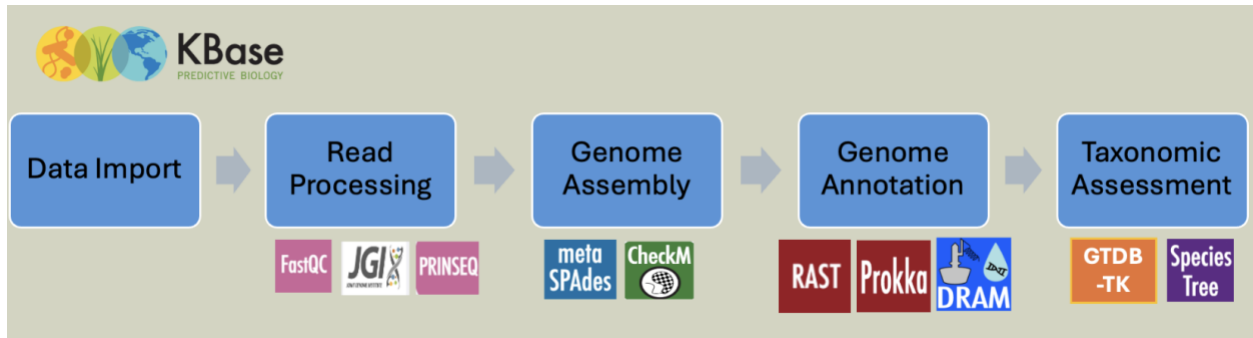 KBase
PREDICTIVE BIOLOGY
Data Import
Read
Processing
Genome
Assembly
Genome
Annotation
Taxonomic
Assessment
FastQC
JGI
PRINSEQ
meta
SPAdes
CheckM
RAST
Prokka
DRAM
GTDB
-TK
Species
Tree